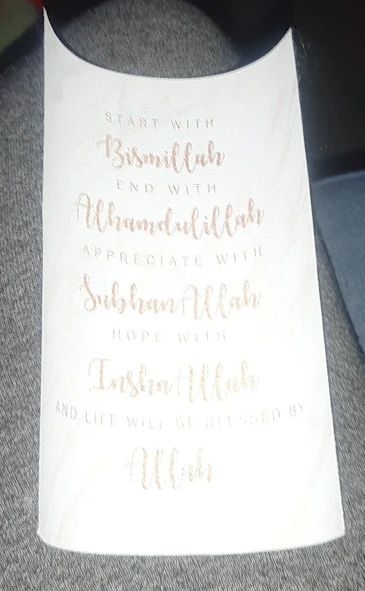 START WITH
Bismillah
END WITH
Alhamdulillah
APPRECIATE WITH
SubhanAllah
HOPE WITH
InshaAllah
AND LIFE WILL BE BLESSED BY
Allah